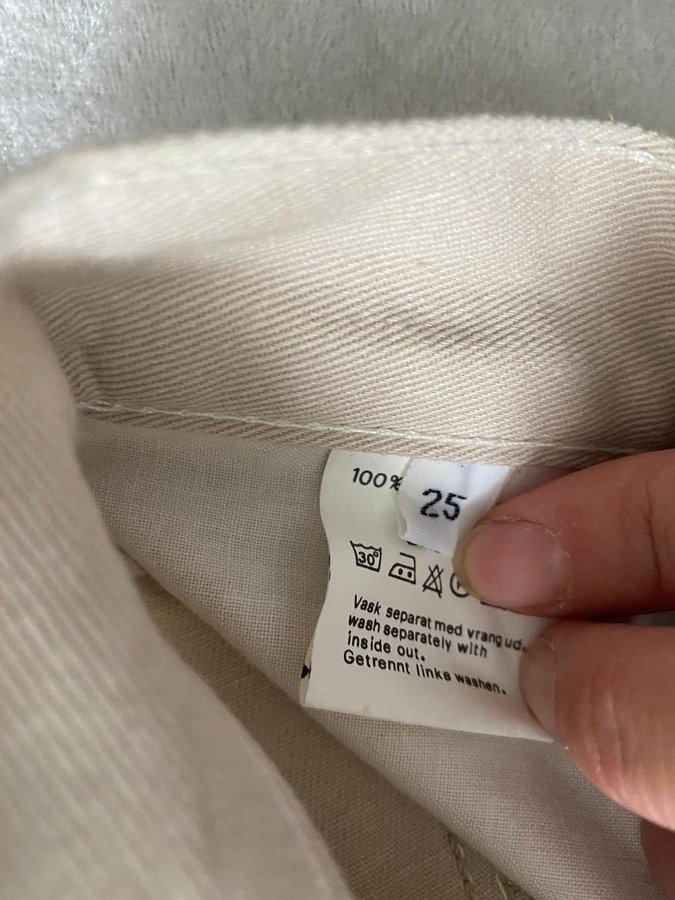 100%
25
30°
Vask separat med vrang ud.
wash separately with
inside out.
Getrennt links washen.